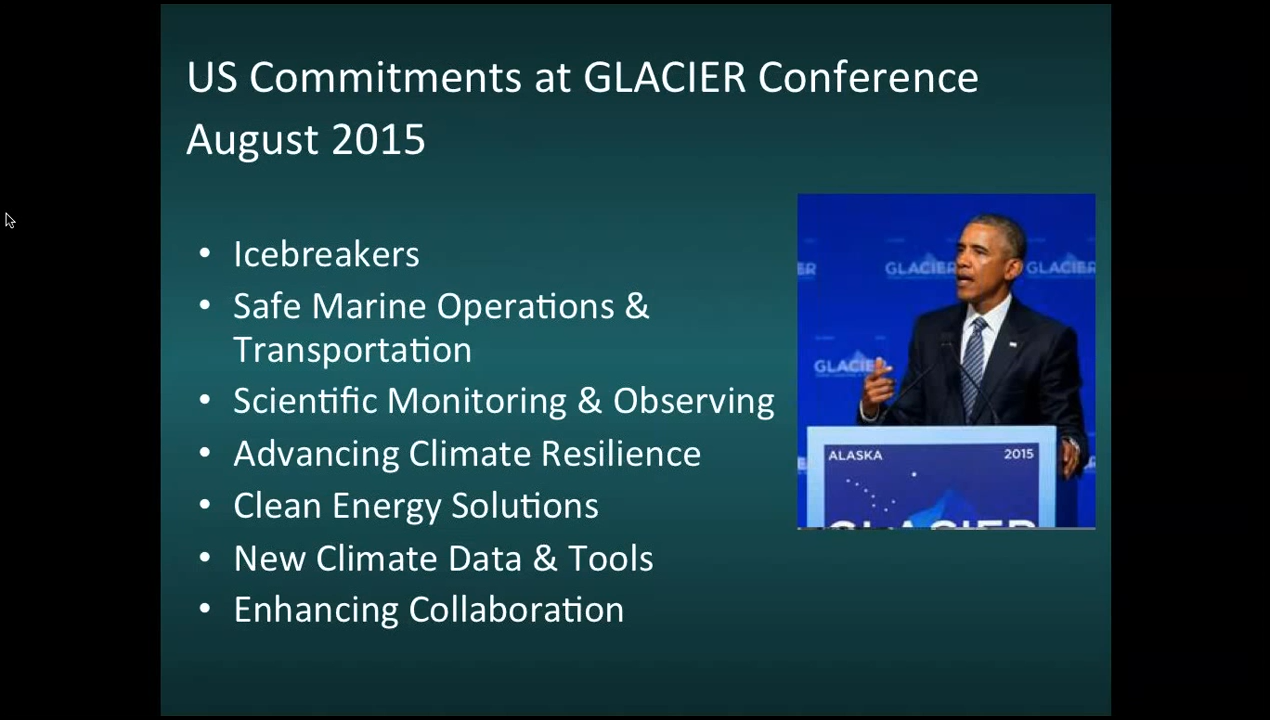 US Commitments at GLACIER Conference
August 2015
• Icebreakers
• Safe Marine Operations &
Transportation
• Scientific Monitoring & Observing
• Advancing Climate Resilience
• Clean Energy Solutions
• New Climate Data & Tools
• Enhancing Collaboration
GLACIER GLACIER
GLACIER
ALASKA 2015
GLACIER